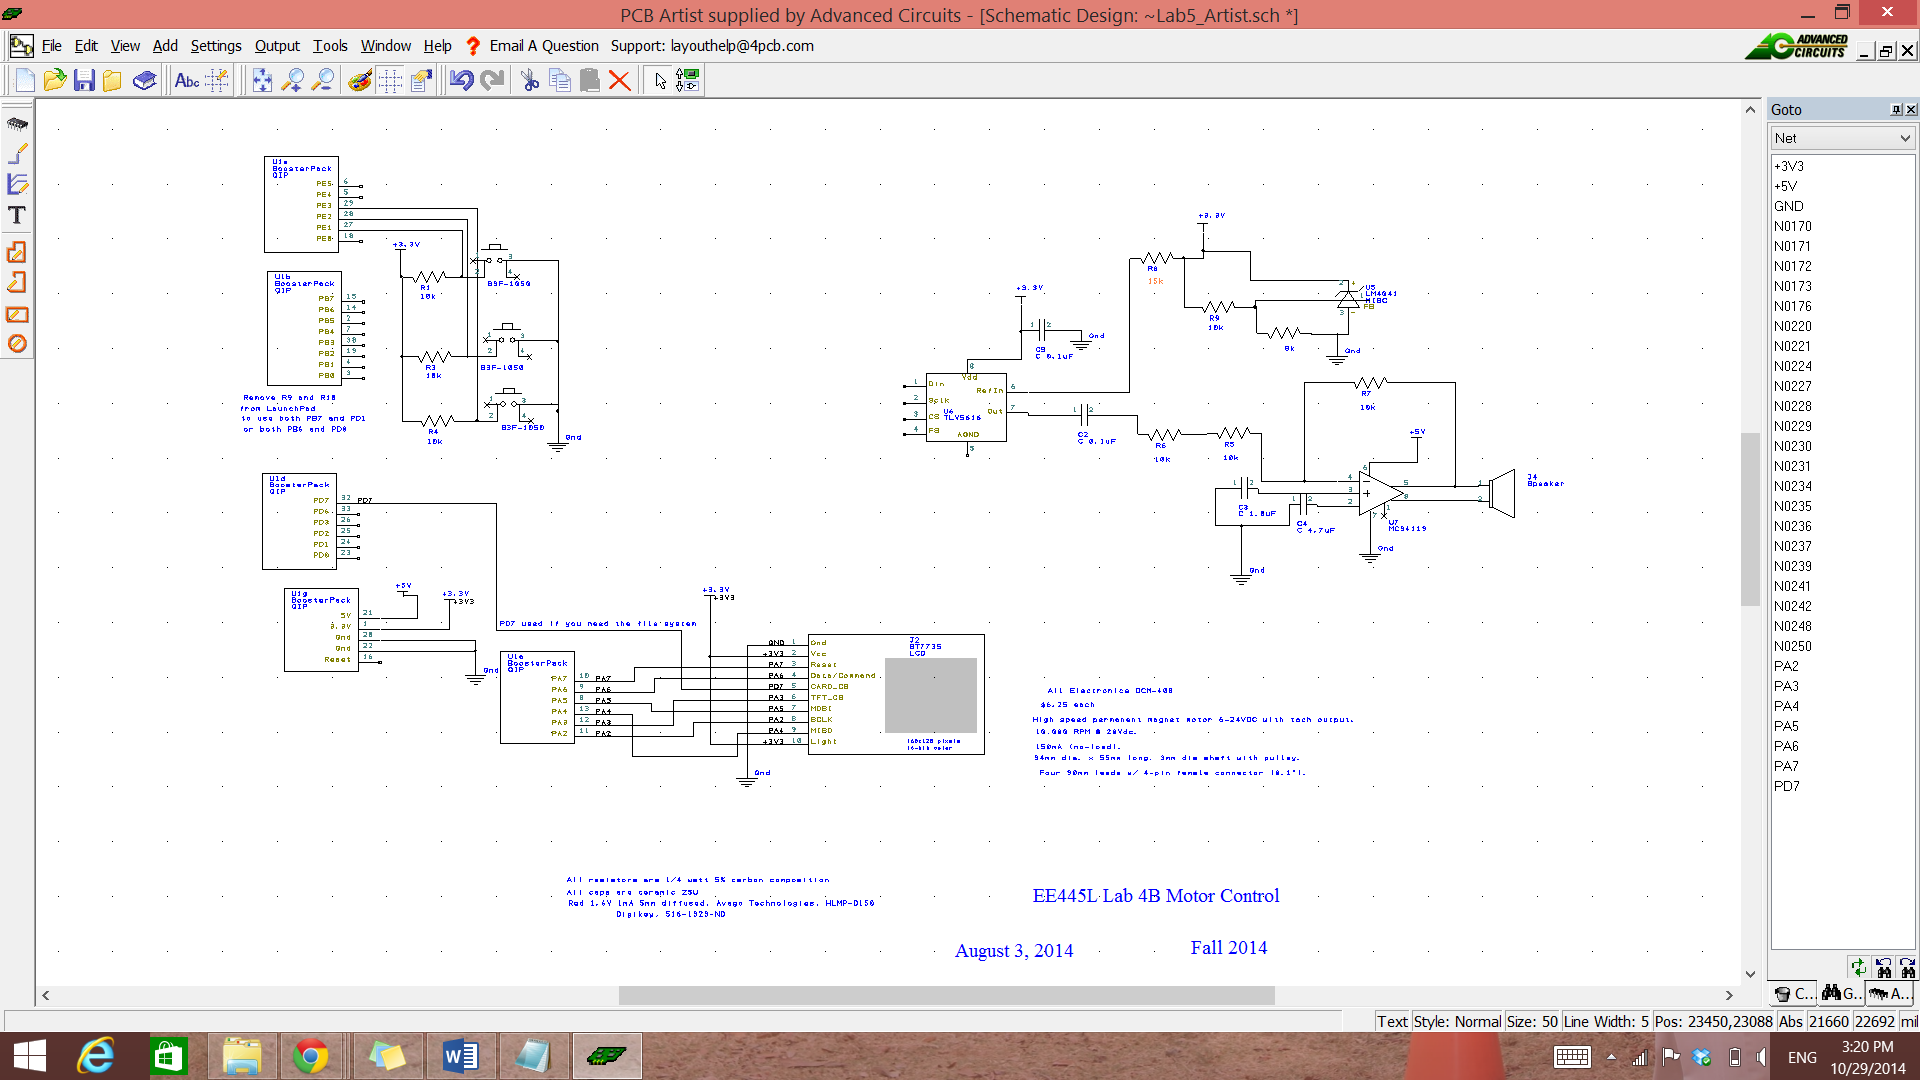 PCB Artist supplied by Advanced Circuits - [Schematic Design: ~Lab5_Artist.sch *]
File Edit View Add Settings Output Tools Window Help Email A Question Support: layouthelp@4pcb.com
ADVANCED
CIRCUITS
Abc
Goto
Net
+3V3
+5V
GND
N0170
N0171
N0172
N0173
N0176
N0220
N0221
N0224
N0227
N0228
N0229
N0230
N0231
N0234
N0235
N0236
N0237
N0239
N0241
N0242
N0248
N0250
PA2
PA3
PA4
PA5
PA6
PA7
PD7
C... G... A...
U1a
BoosterPack
QIP
PE5 6
PE4 5
PE3 29
PE2 28
PE1 27
PE0 18
U1b
BoosterPack
QIP
PB7 15
PB6 14
PB5 2
PB4 7
PB3 38
PB2 19
PB1 4
PB0 3
Remove R9 and R10
from LaunchPad
to use both PB7 and PD1
or both PB6 and PD0
+3.3V
R1
10k
B3F-1050
R3
10k
B3F-1050
R4
10k
B3F-1050
Gnd
U1d
BoosterPack
QIP
PD7 32 PD7
PD6 33
PD3 26
PD2 25
PD1 24
PD0 23
U1g
BoosterPack
QIP
5V 21
3.3V 1
Gnd 20
Gnd 22
Reset 16
+5V
+3.3V
+3V3
Gnd
PD7 used if you need the file system
U1e
BoosterPack
QIP
PA7 10 PA7
PA6 9 PA6
PA5 8 PA5
PA4 13 PA4
PA3 12 PA3
PA2 11 PA2
+3.3V
+3V3
J2
ST7735
LCD
GND 1 Gnd
+3V3 2 Vcc
PA7 3 Reset
PA6 4 Data/Command
PD7 5 CARD_CS
PA3 6 TFT_CS
PA5 7 MOSI
PA2 8 SCLK
PA4 9 MISO
+3V3 10 Light
160x128 pixels
16-bit color
Gnd
+3.3V
C9
C 0.1uF
Gnd
Vdd
1 Din
2 Sclk
3 CS
4 FS
U6
TLV5616
RefIn 6
Out 7
AGND
5
8
C2
C 0.1uF
+3.3V
R8
15k
R9
10k
8k
U5
LM4041
FB
Gnd
R6
10k
R5
10k
R7
10k
+5V
C3
C 1.0uF
C4
C 4.7uF
U7
MC34119
Gnd
Gnd
J4
Speaker
All Electronics DCM-408
$6.25 each
High speed permanent magnet motor 6-24VDC with tach output.
10,000 RPM @ 20Vdc.
150mA (no-load).
34mm dia. x 55mm long. 3mm dia shaft with pulley.
Four 90mm leads w/ 4-pin female connector (0.1").
All resistors are 1/4 watt 5% carbon composition
All caps are ceramic Z5U
Red 1.6V 1mA 5mm diffused, Avago Technologies, HLMP-D150
Digikey, 516-1323-ND
EE445L Lab 4B Motor Control
August 3, 2014
Fall 2014
Text Style: Normal Size: 50 Line Width: 5 Pos: 23450,23088 Abs 21660 22692 mil
ENG
3:20 PM
10/29/2014